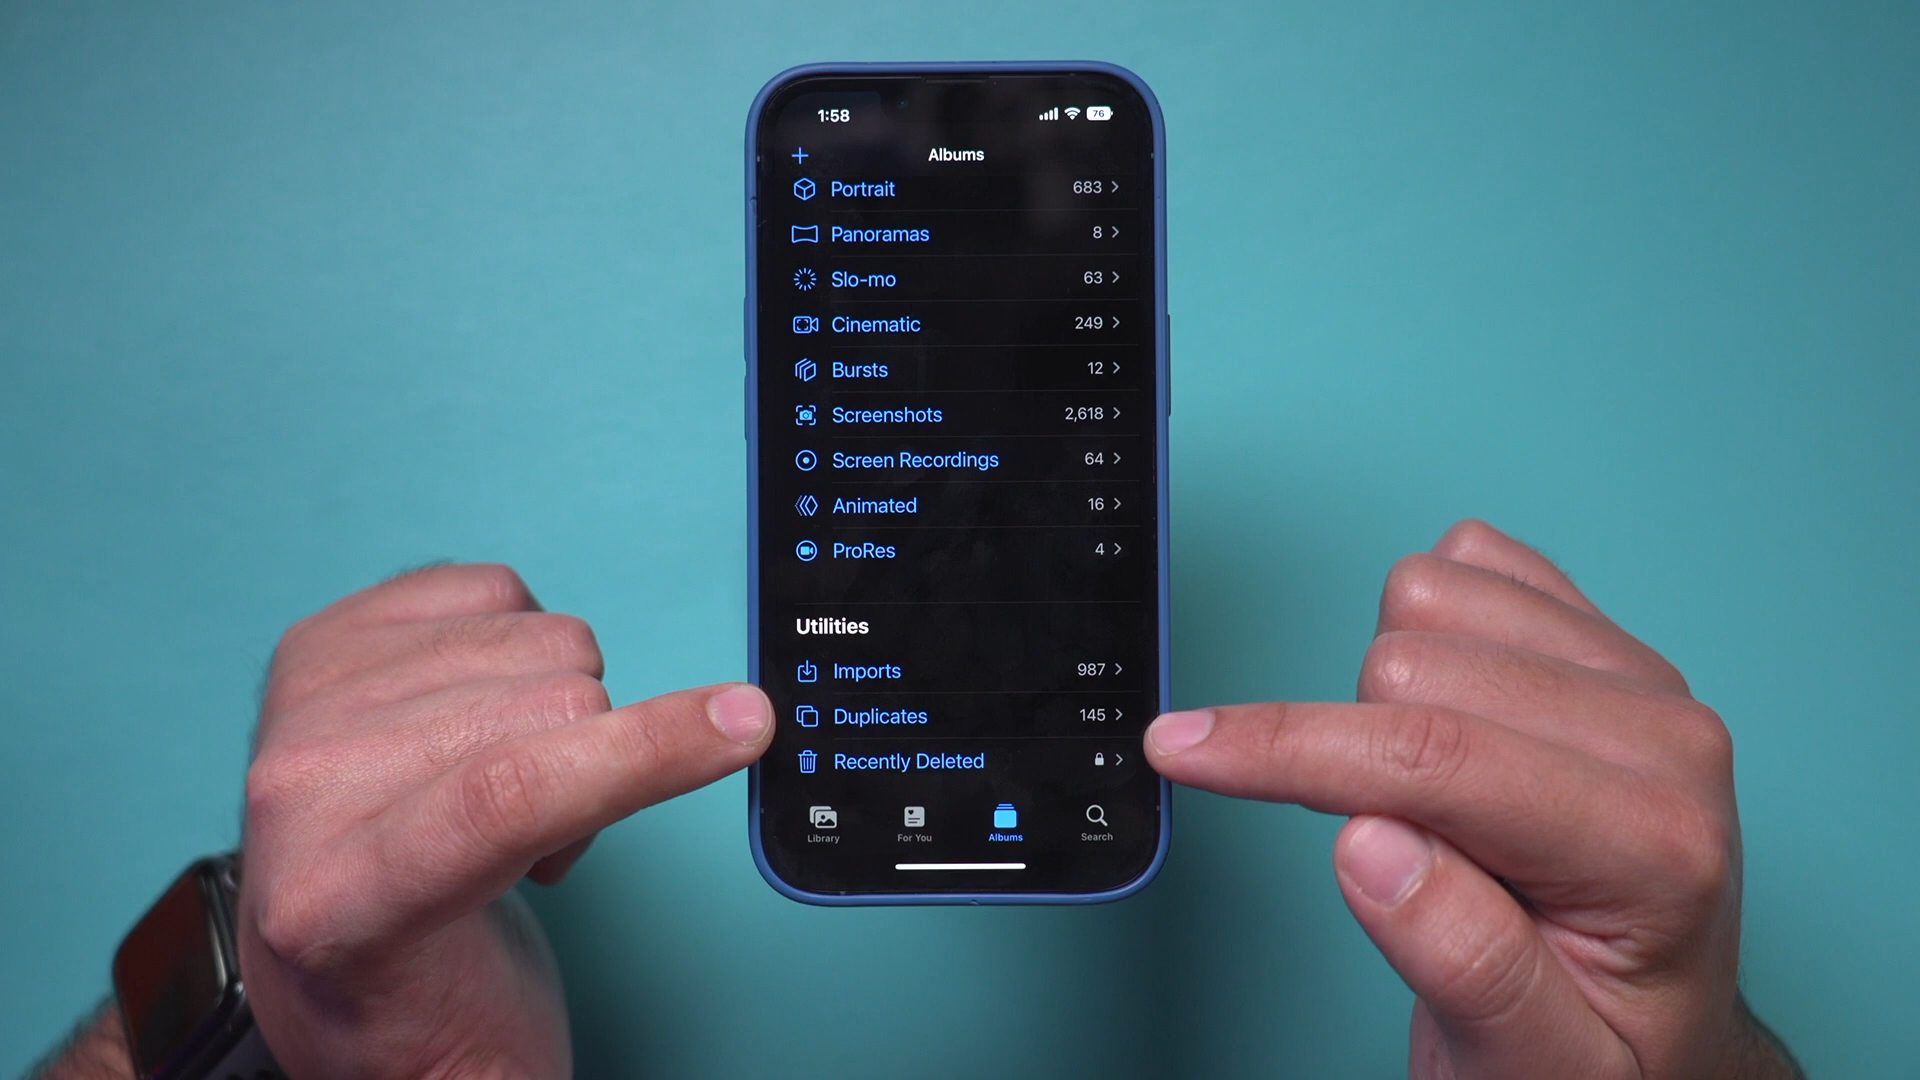 1:58 76
Albums
Portrait 683
Panoramas 8
Slo-mo 63
Cinematic 249
Bursts 12
Screenshots 2,618
Screen Recordings 64
Animated 16
ProRes 4
Utilities
Imports 987
Duplicates 145
Recently Deleted
Library For You Albums Search